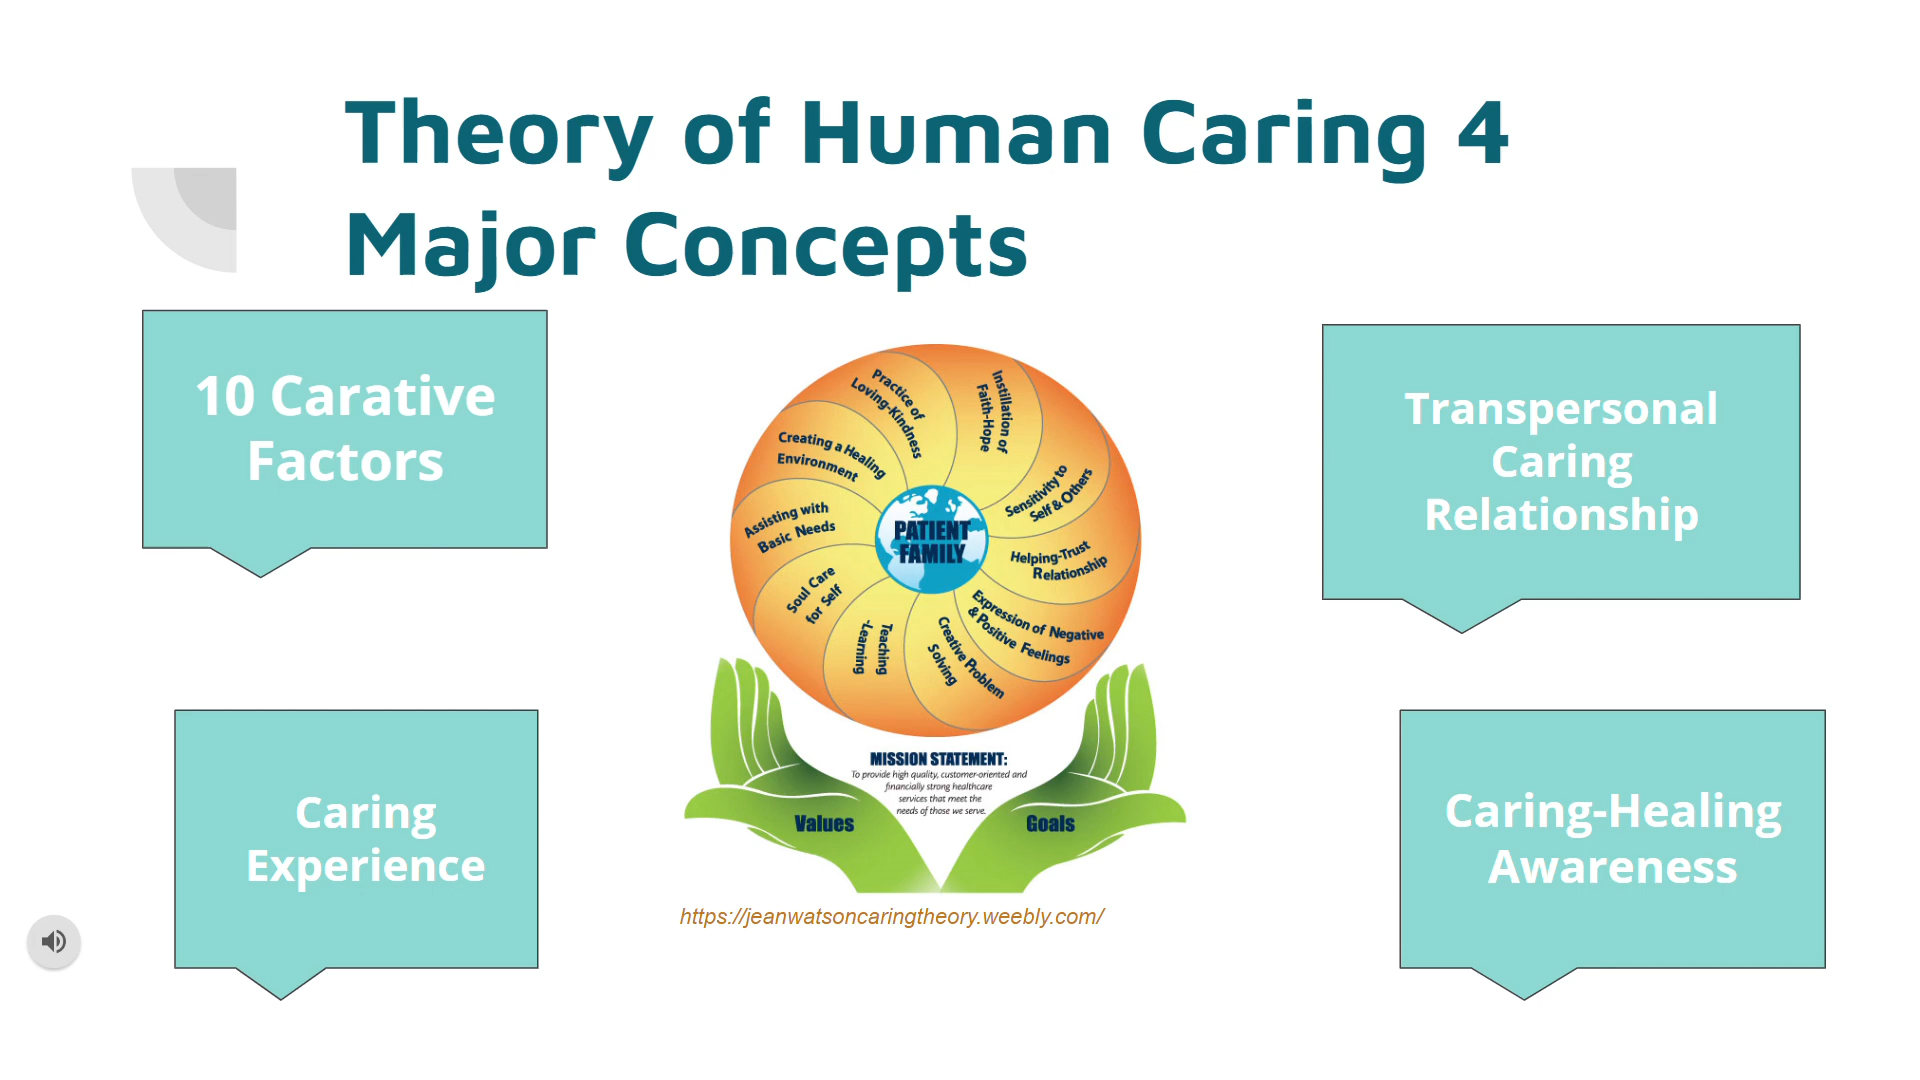 Theory of Human Caring 4
Major Concepts
10 Carative
Factors
Transpersonal
Caring
Relationship
Caring
Experience
Caring-Healing
Awareness
Practice of
Loving-Kindness
Instillation of
Faith-Hope
Sensitivity to
Self & Others
Helping-Trust
Relationship
Expression of Negative
& Positive Feelings
Creative Problem
Solving
Teaching
-Learning
Soul Care
for Self
Assisting with
Basic Needs
Creating a Healing
Environment
PATIENT
FAMILY
MISSION STATEMENT:
To provide high quality, customer-oriented and
financially strong healthcare
services that meet the
needs of those we serve.
Values
Goals
https://jeanwatsoncaringtheory.weebly.com/